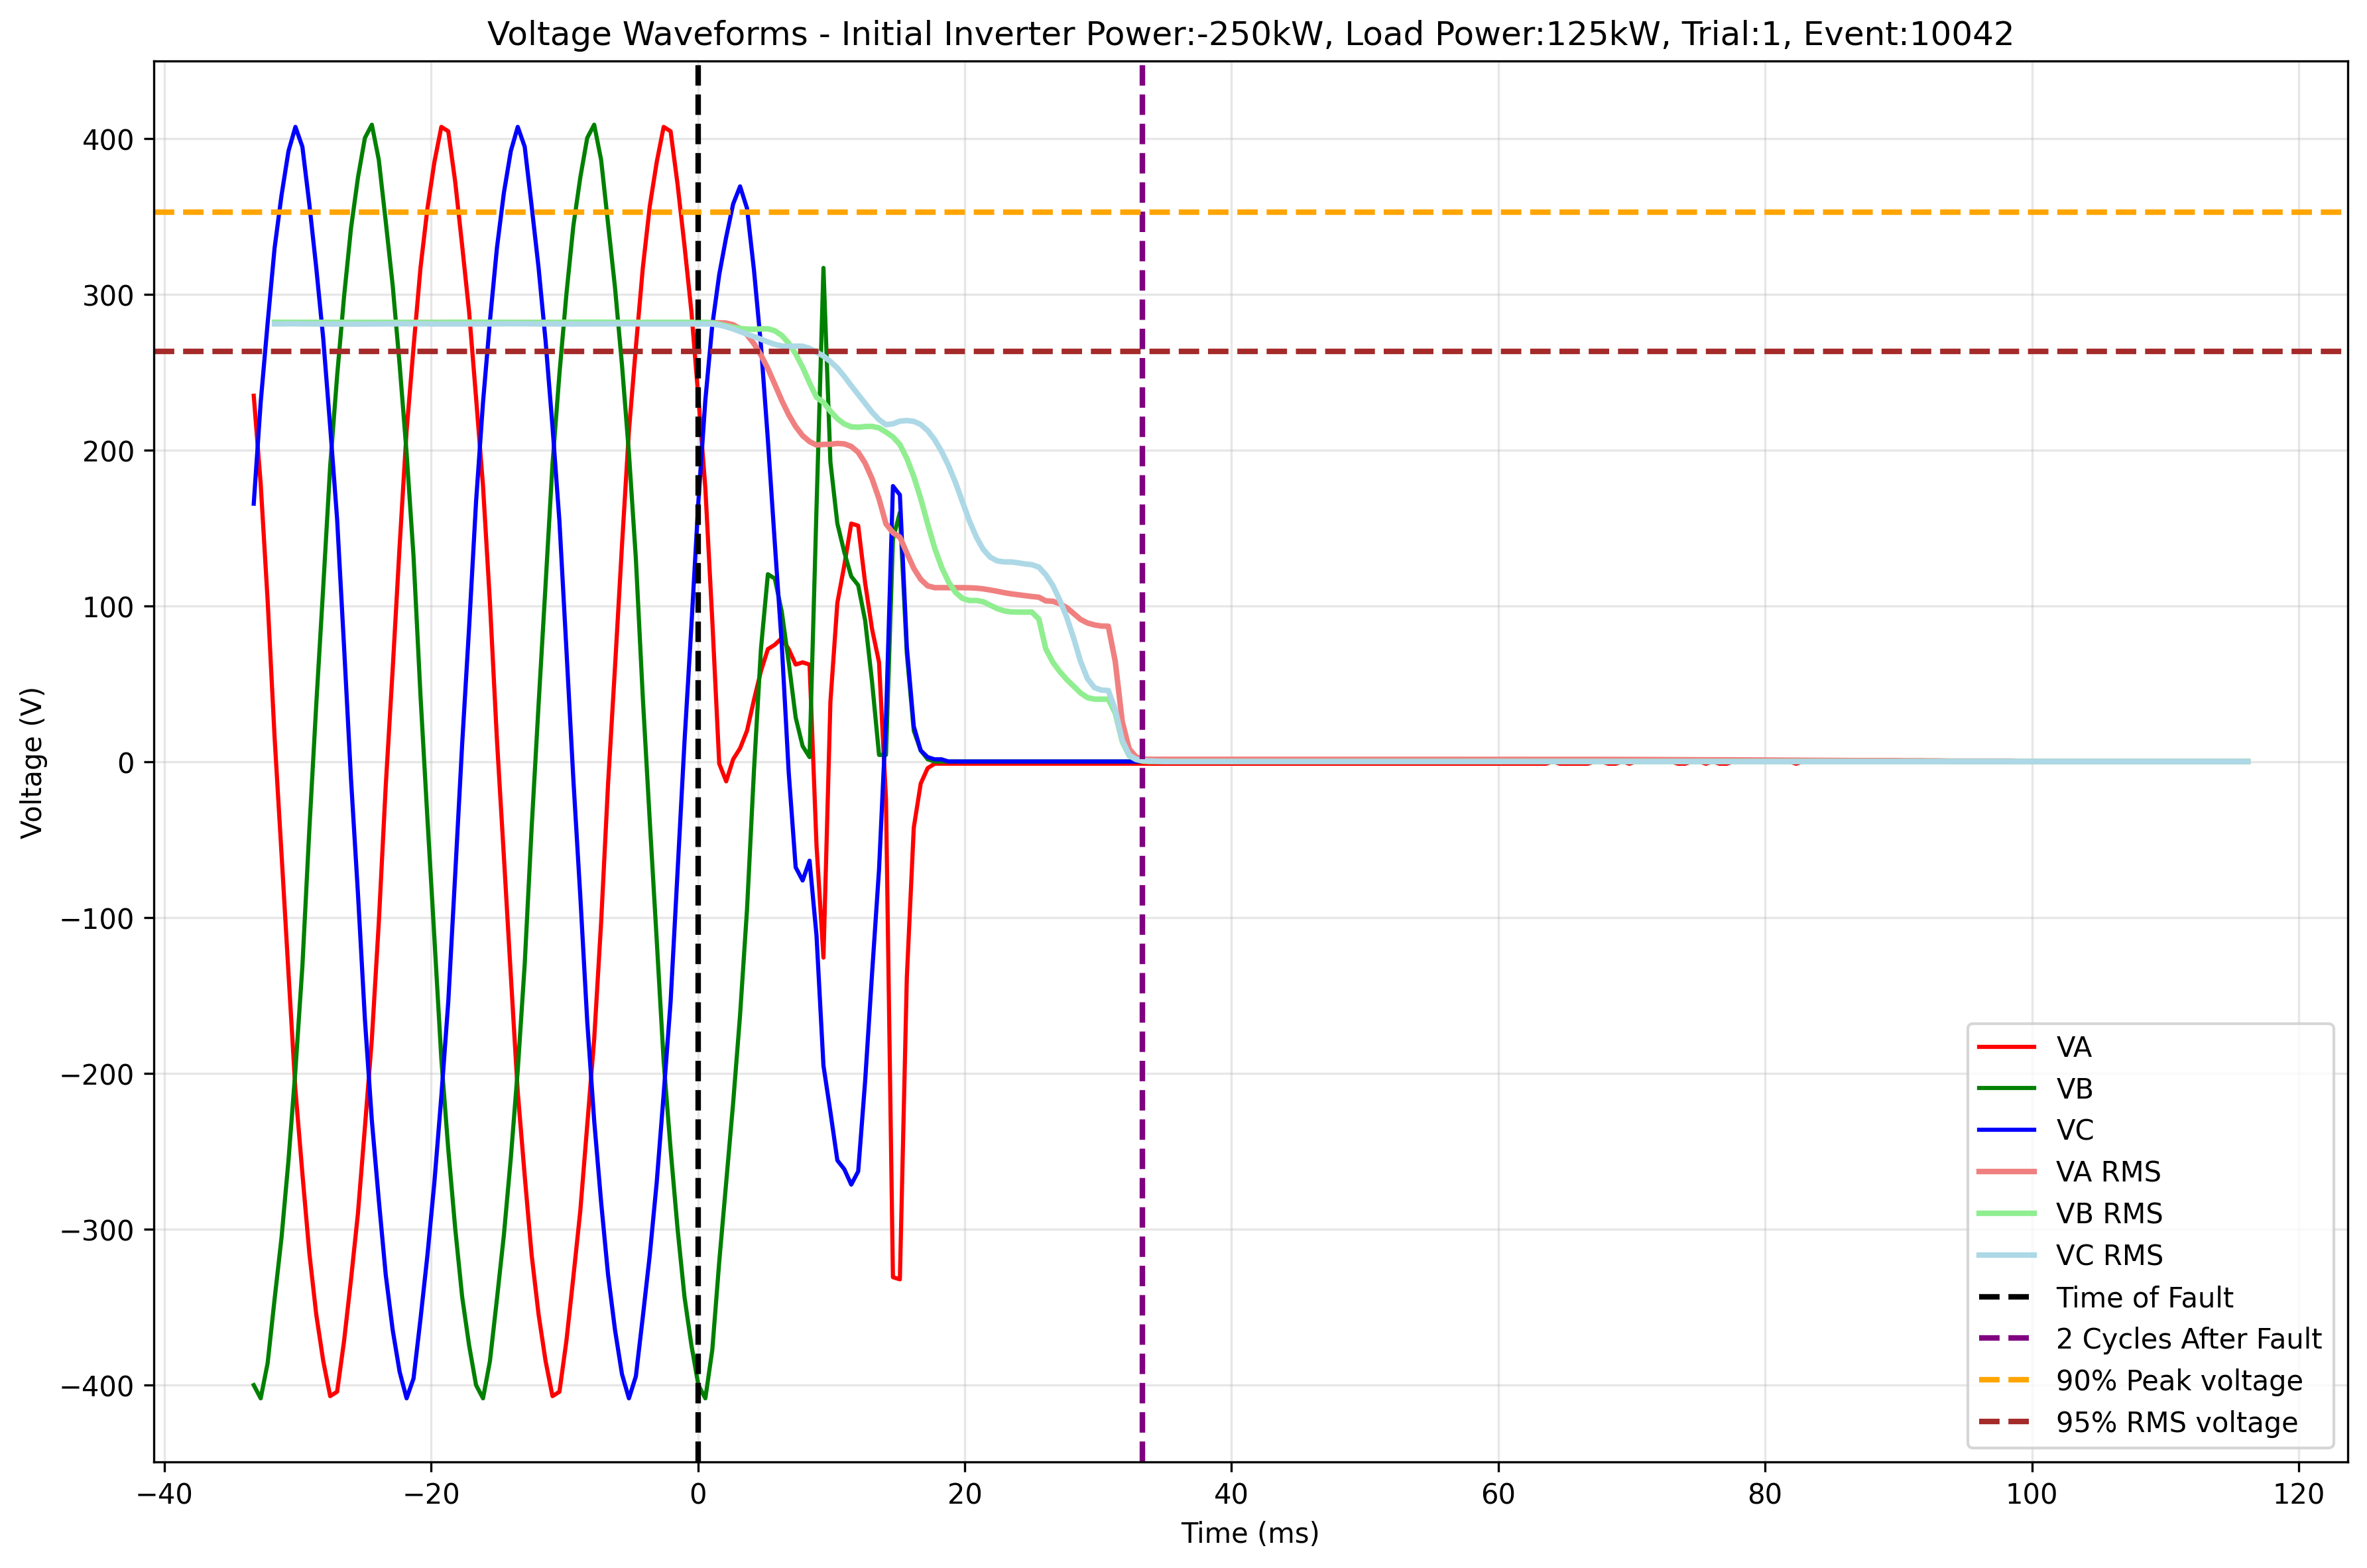 Voltage Waveforms - Initial Inverter Power:-250kW, Load Power:125kW, Trial:1, Event:10042
Voltage (V)
400
300
200
100
0
−100
−200
−300
−400
VA
VB
VC
VA RMS
VB RMS
VC RMS
Time of Fault
2 Cycles After Fault
90% Peak voltage
95% RMS voltage
−40 −20 0 20 40 60 80 100 120
Time (ms)